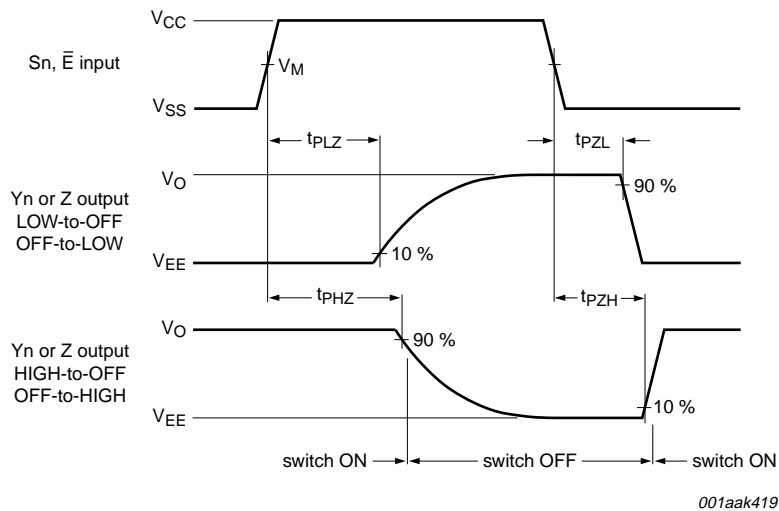 VCC
Sn, E̅ input
VM
VSS
tPLZ
tPZL
VO
90 %
Yn or Z output
LOW-to-OFF
OFF-to-LOW
VEE
10 %
tPHZ
tPZH
VO
90 %
Yn or Z output
HIGH-to-OFF
OFF-to-HIGH
VEE
10 %
switch ON
switch OFF
switch ON
001aak419